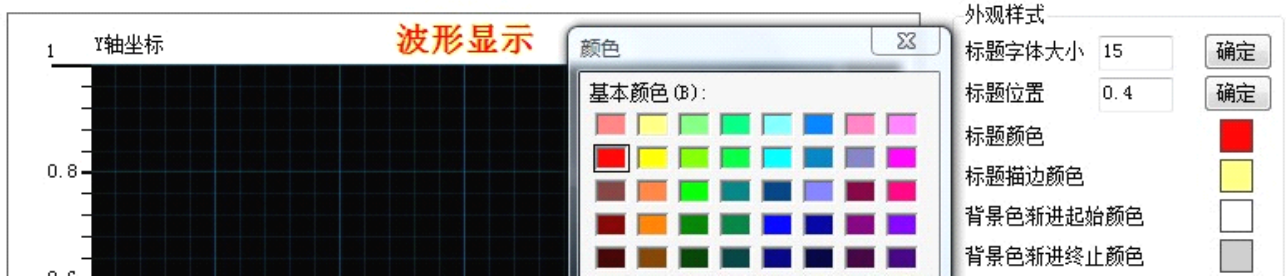 波形显示
Y轴坐标
1
0.8
颜色
基本颜色(B):
外观样式
标题字体大小 15 确定
标题位置 0.4 确定
标题颜色
标题描边颜色
背景色渐进起始颜色
背景色渐进终止颜色